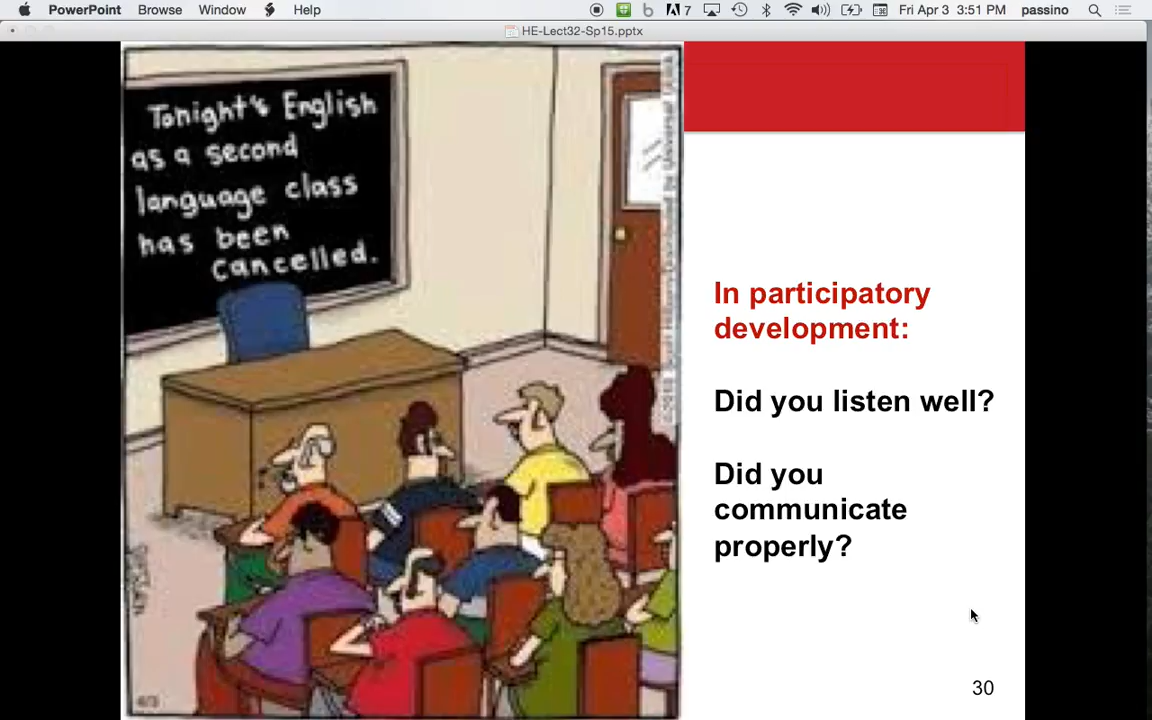 PowerPoint Browse Window Help 7 Fri Apr 3 3:51 PM passino
HE-Lect32-Sp15.pptx
Tonight's English
as a second
language class
has been
cancelled.
In participatory
development:
Did you listen well?
Did you
communicate
properly?
30